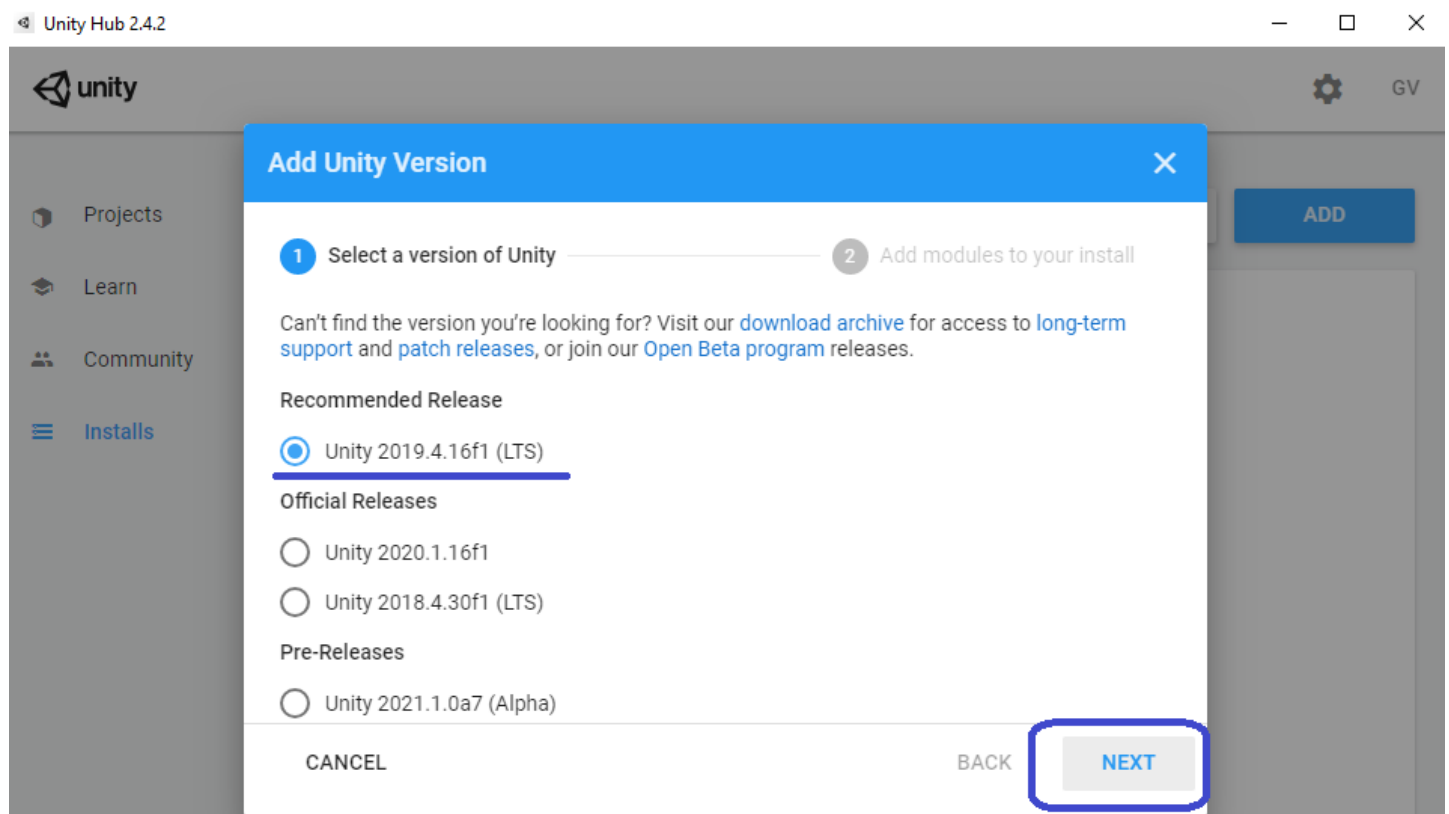 Unity Hub 2.4.2
unity
GV
Add Unity Version
Projects
ADD
1 Select a version of Unity
2 Add modules to your install
Learn
Can't find the version you're looking for? Visit our download archive for access to long-term
support and patch releases, or join our Open Beta program releases.
Community
Recommended Release
Installs
Unity 2019.4.16f1 (LTS)
Official Releases
Unity 2020.1.16f1
Unity 2018.4.30f1 (LTS)
Pre-Releases
Unity 2021.1.0a7 (Alpha)
CANCEL
BACK
NEXT